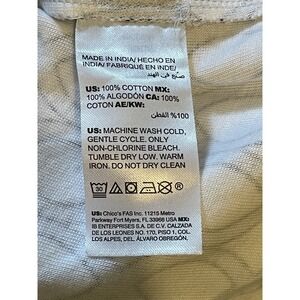 MADE IN INDIA/ HECHO EN
INDIA/ FABRIQUÉ EN INDE/
صنع في الهند
US: 100% COTTON MX:
100% ALGODÓN CA: 100%
COTON AE/KW:
100% القطن
US: MACHINE WASH COLD,
GENTLE CYCLE. ONLY
NON-CHLORINE BLEACH.
TUMBLE DRY LOW. WARM
IRON. DO NOT DRY CLEAN
30
US: Chico's FAS Inc. 11215 Metro
Parkway Fort Myers, FL 33966 USA MX:
IB ENTERPRISES S.A. DE C.V. CALZADA
DE LOS LEONES NO. 170, PISO 1, COL.
LOS ALPES, DEL. ALVARO OBREGÓN,